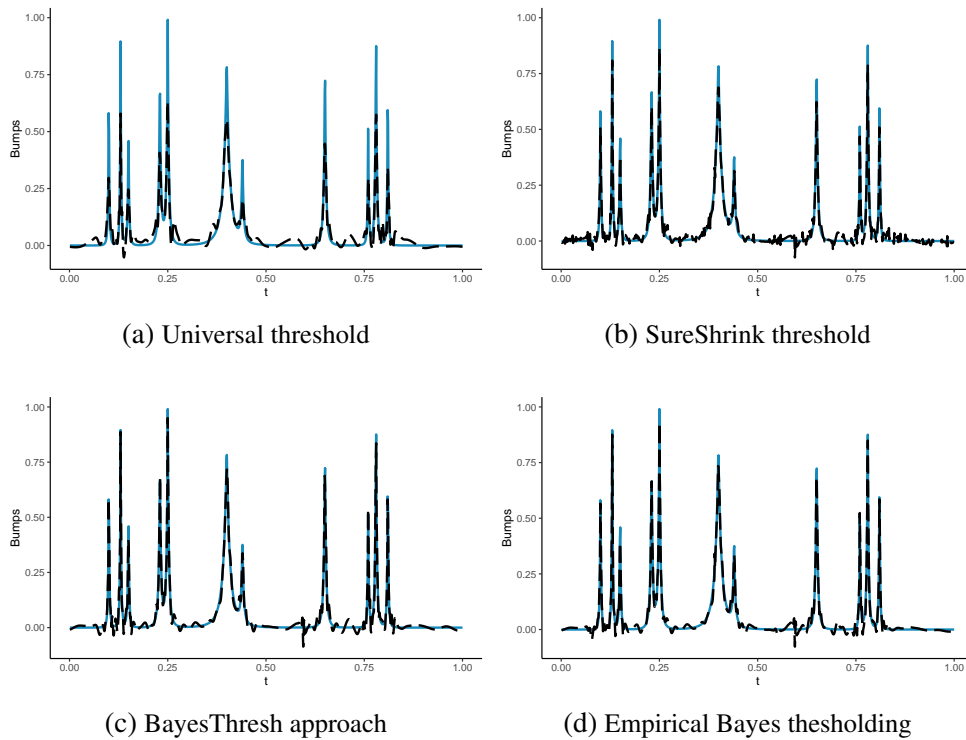 1.00
0.75
0.50
0.25
0.00
Bumps
0.00 0.25 0.50 0.75 1.00
t
(a) Universal threshold
1.00
0.75
0.50
0.25
0.00
Bumps
0.00 0.25 0.50 0.75 1.00
t
(b) SureShrink threshold
1.00
0.75
0.50
0.25
0.00
Bumps
0.00 0.25 0.50 0.75 1.00
t
(c) BayesThresh approach
1.00
0.75
0.50
0.25
0.00
Bumps
0.00 0.25 0.50 0.75 1.00
t
(d) Empirical Bayes thesholding